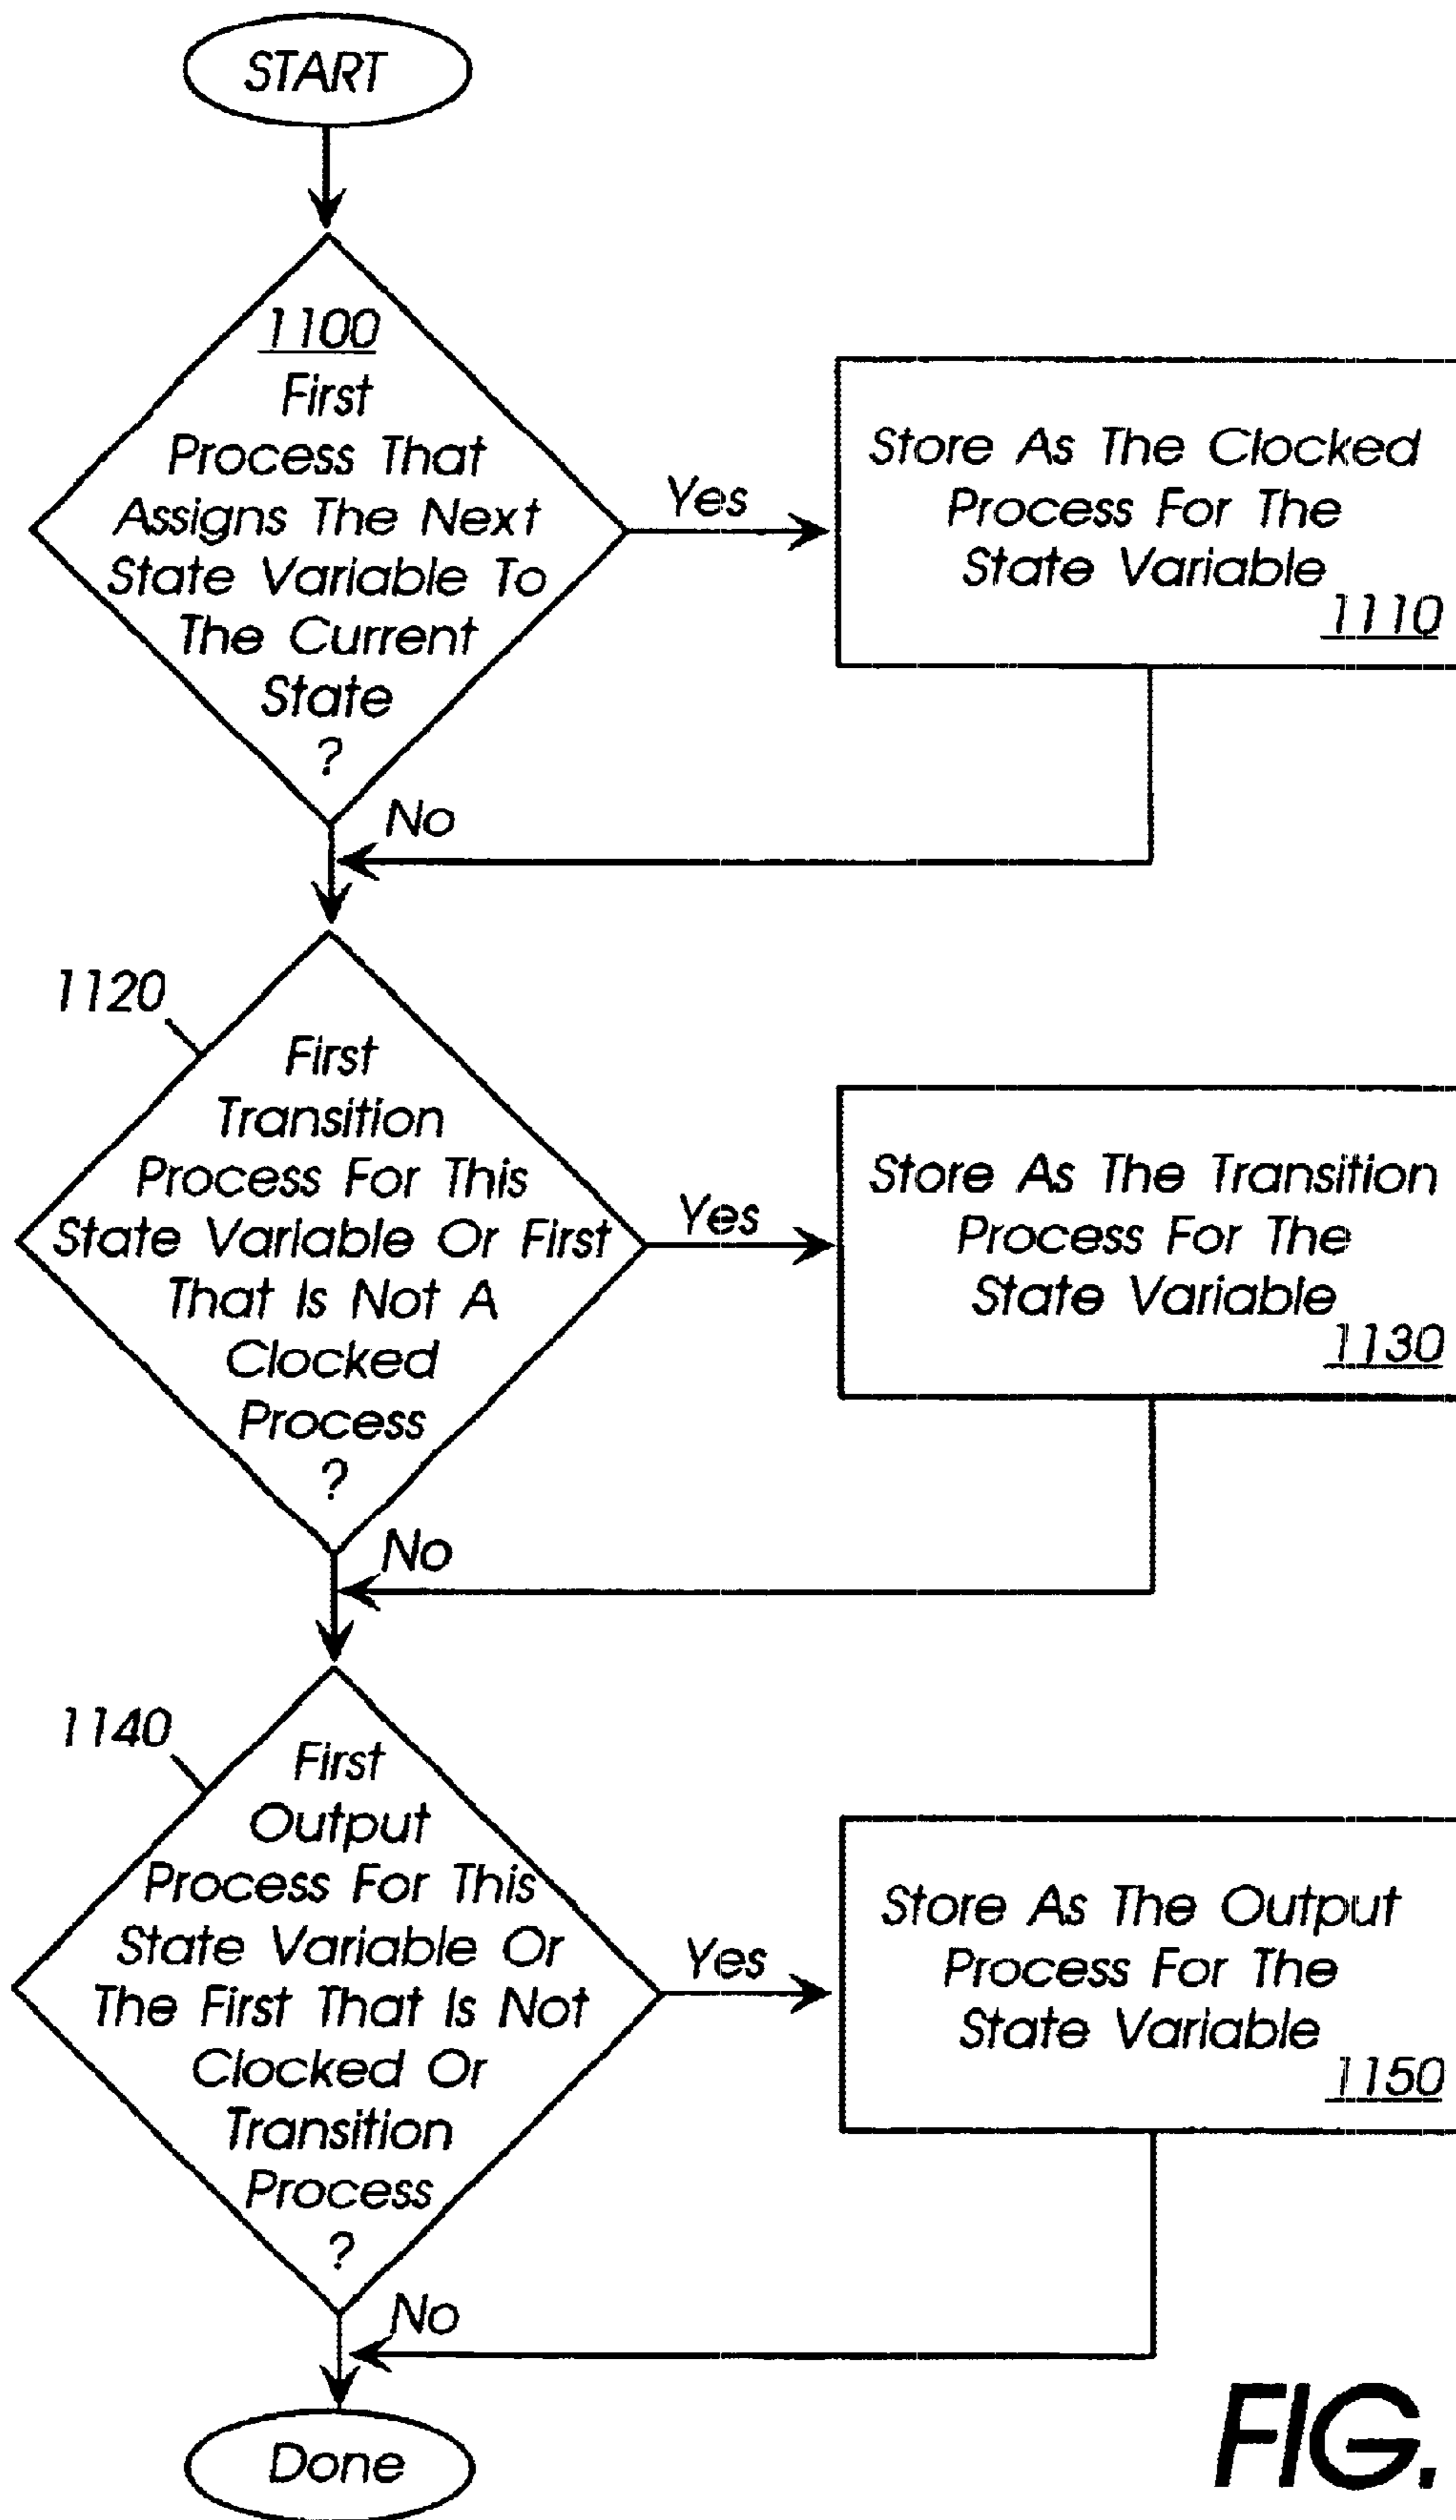 START
1100
First
Process That
Assigns The Next
State Variable To
The Current
State
?
Yes
Store As The Clocked
Process For The
State Variable
1110
No
1120
First
Transition
Process For This
State Variable Or First
That Is Not A
Clocked
Process
?
Yes
Store As The Transition
Process For The
State Variable
1130
No
1140
First
Output
Process For This
State Variable Or
The First That Is Not
Clocked Or
Transition
Process
?
Yes
Store As The Output
Process For The
State Variable
1150
No
Done
FIG.